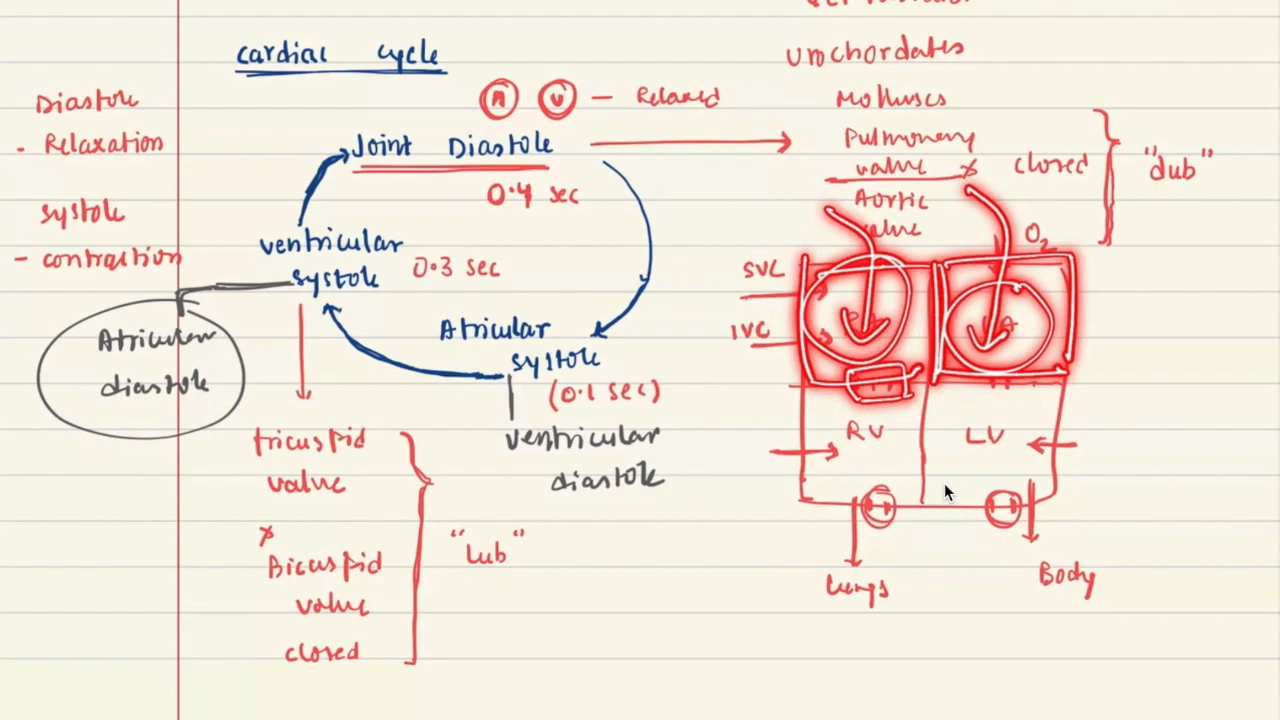 cardiac cycle
urochordates
Diastole
- Relaxation
systole
- contraction
A V - Relaxed
Joint Diastole
0.4 sec
Molluscs
Pulmonary
valve x closed
Aortic
valve
"dub"
ventricular
systole
0.3 sec
Atricular
diastole
Atricular
systole
(0.1 sec)
ventricular
diastole
tricuspid
valve
x
Bicuspid
valve
closed
"Lub"
O2
SVC
IVC
RV
LV
Lungs
Body